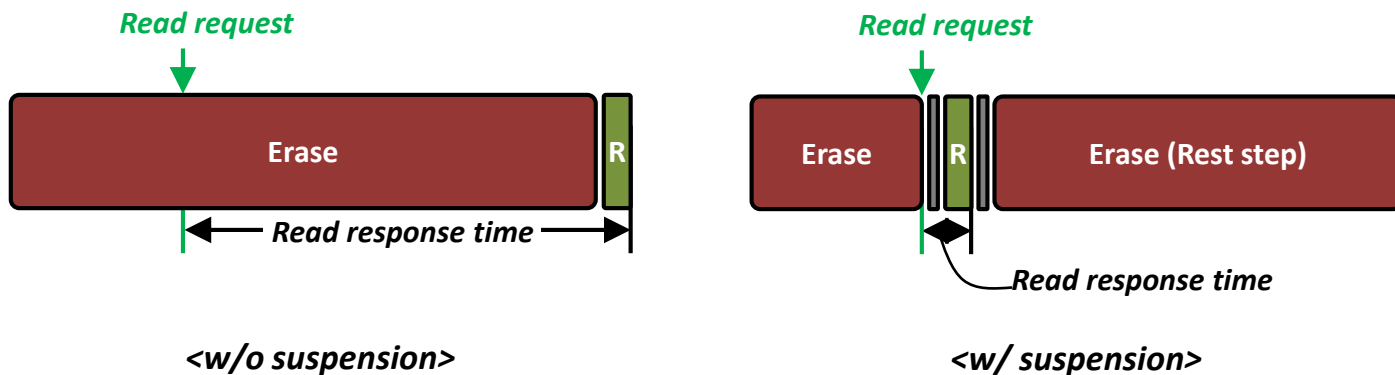 Read request
Erase
R
Read response time
<w/o suspension>
Read request
Erase
R
Erase (Rest step)
Read response time
<w/ suspension>